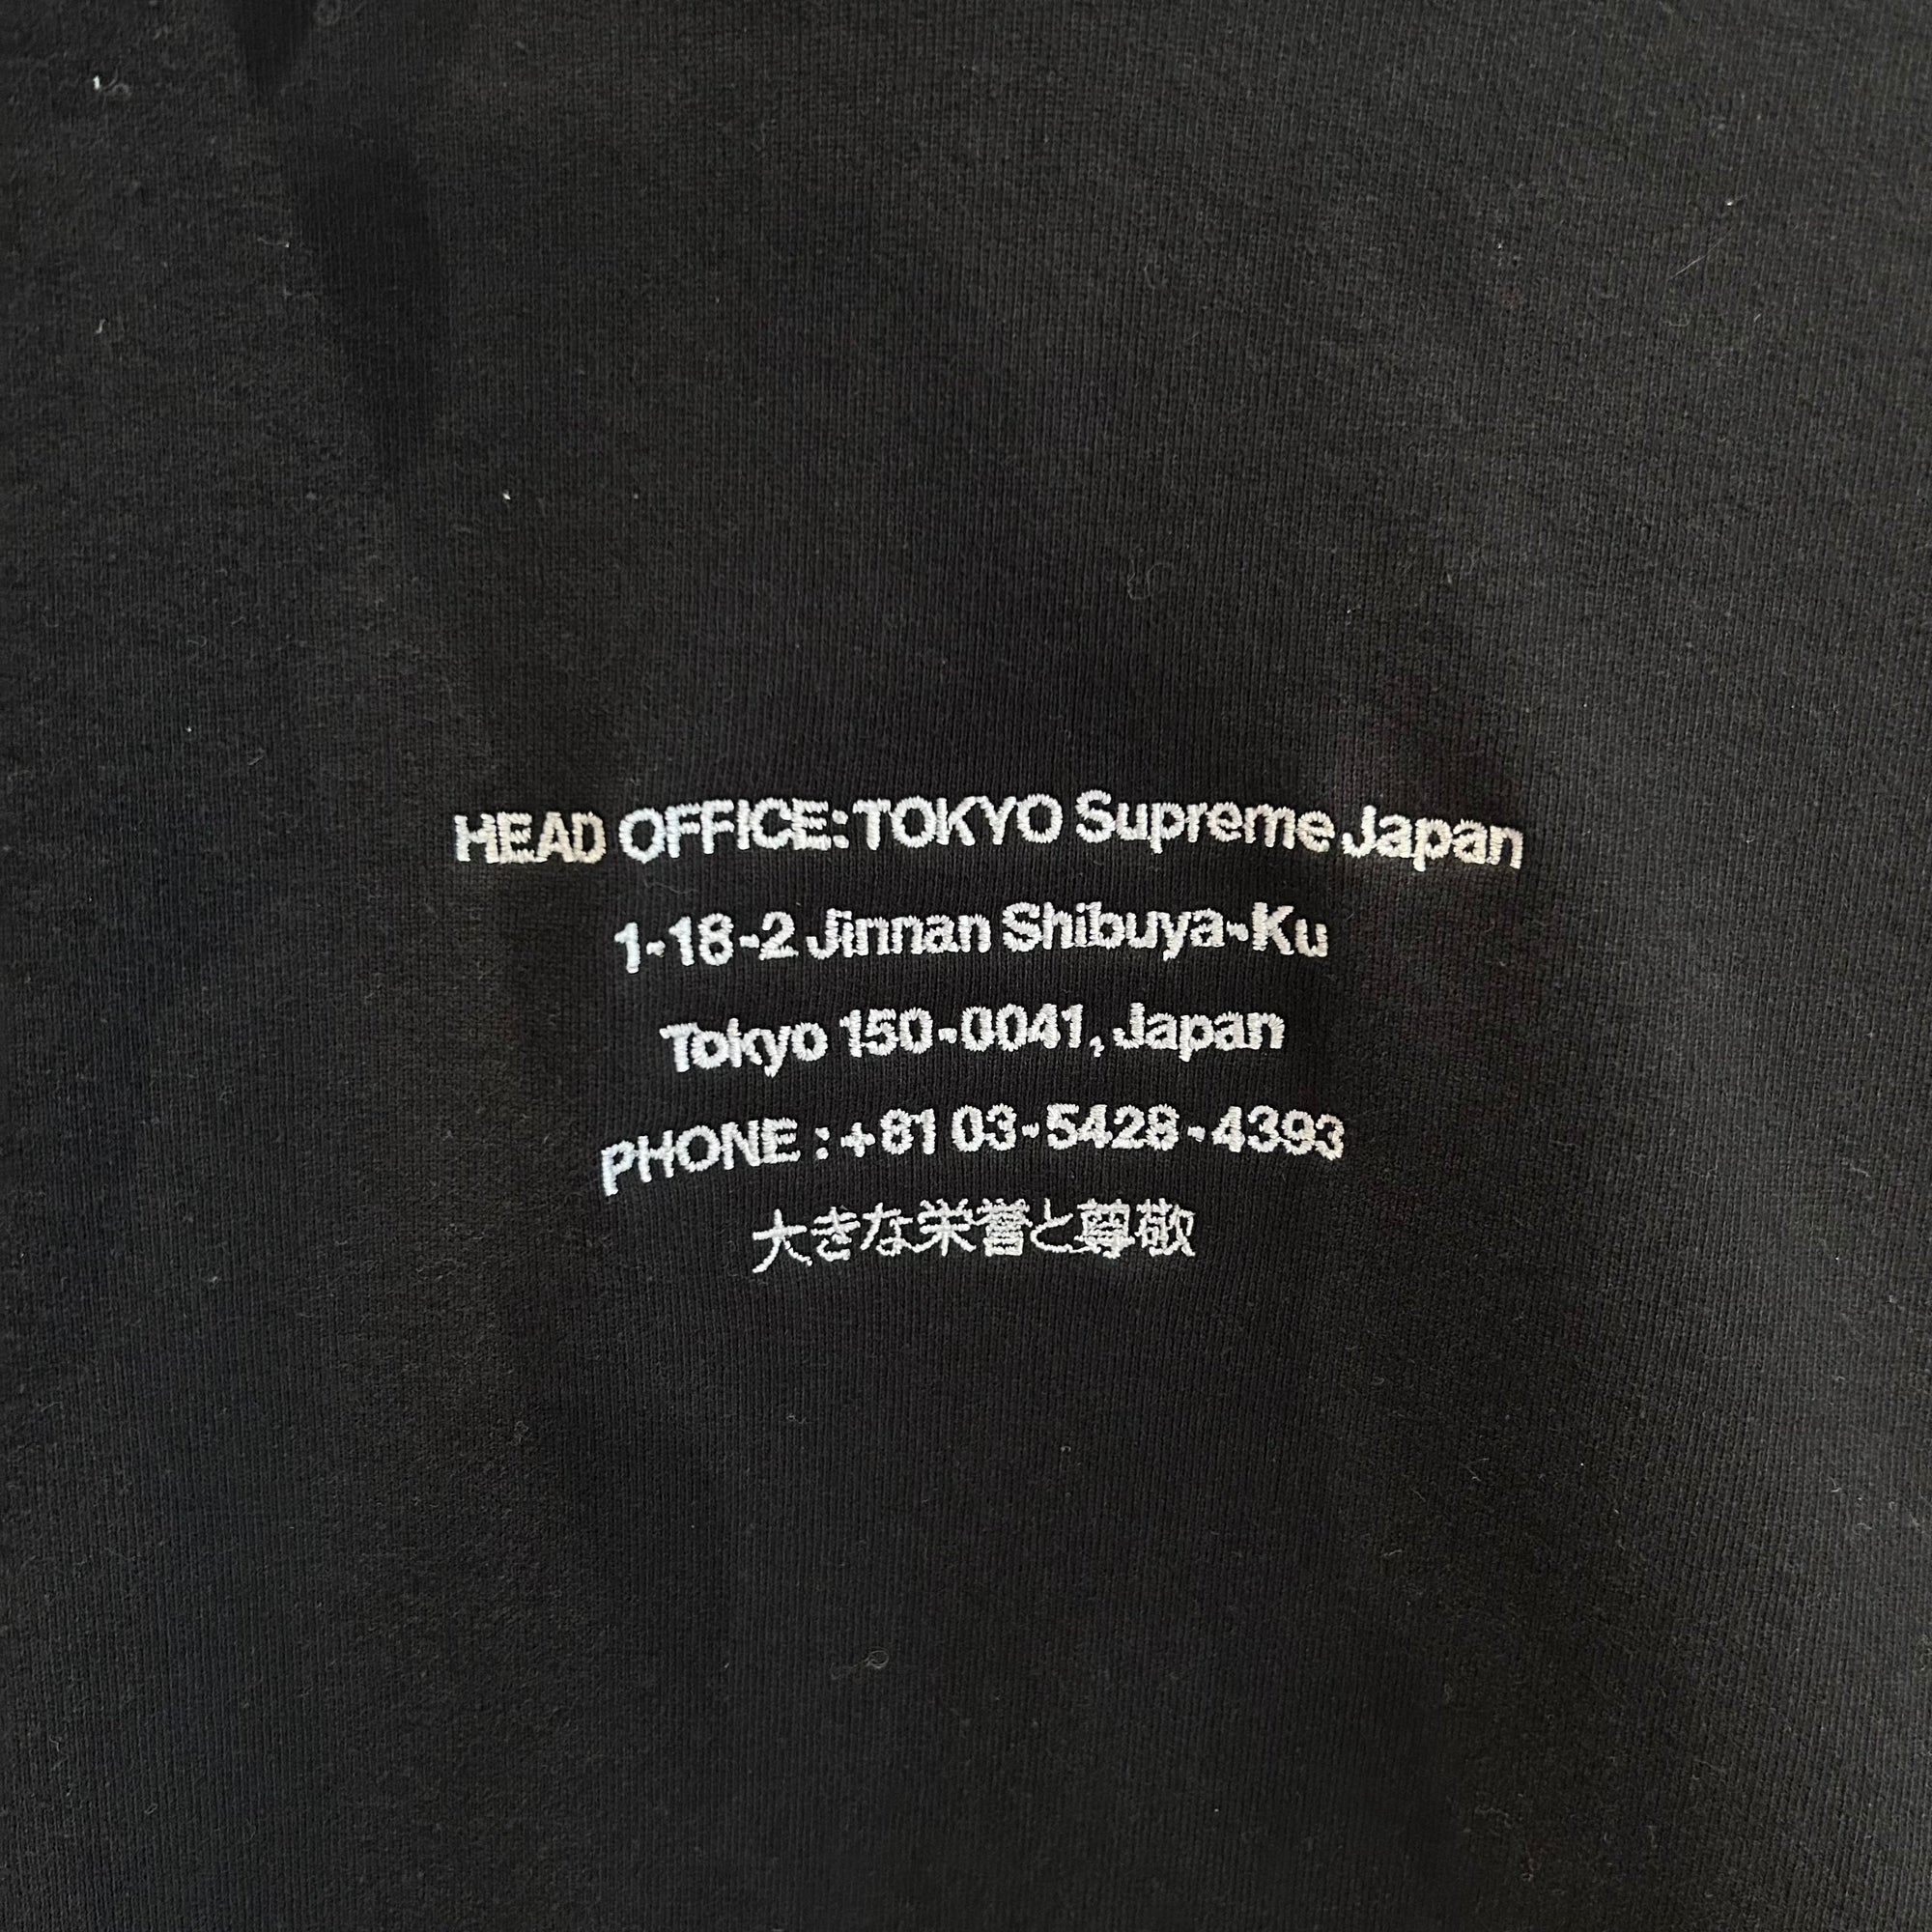 HEAD OFFICE:TOKYO Supreme Japan
1-18-2 Jinnan Shibuya-Ku
Tokyo 150-0041, Japan
PHONE : +81 03-5428-4393
大きな栄誉と尊敬